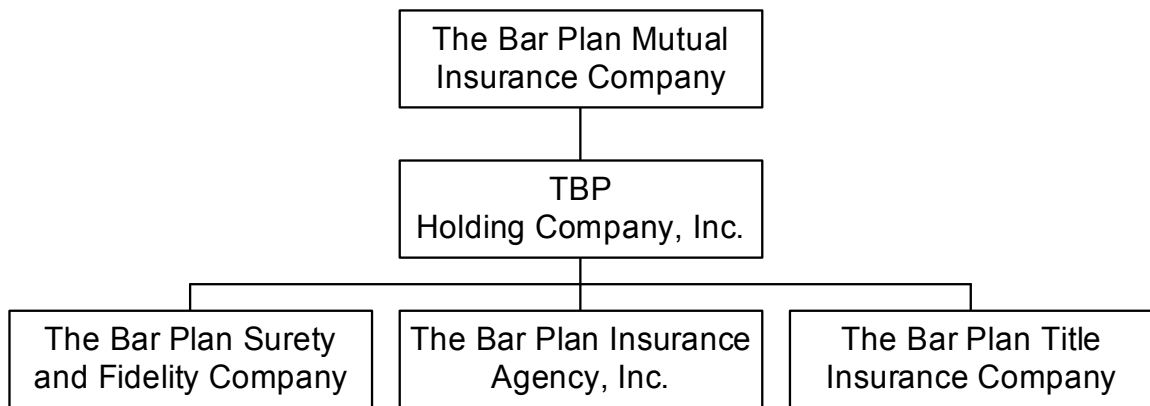 The Bar Plan Mutual
Insurance Company
TBP
Holding Company, Inc.
The Bar Plan Surety
and Fidelity Company
The Bar Plan Insurance
Agency, Inc.
The Bar Plan Title
Insurance Company